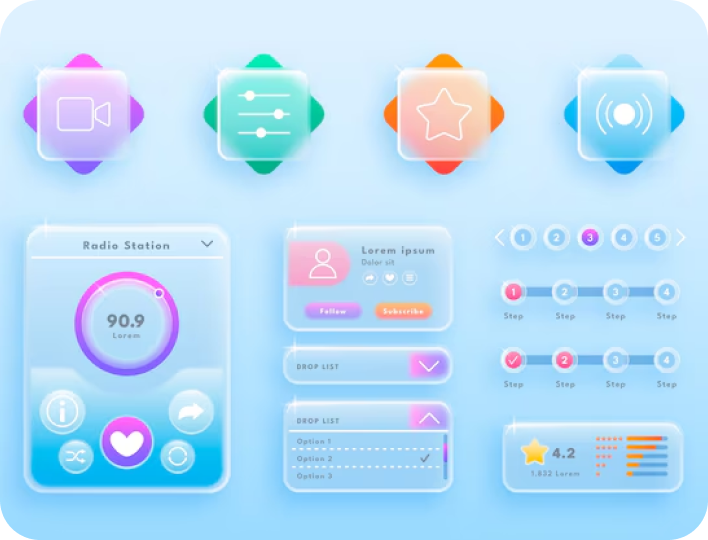 Radio Station
90.9
Lorem
Lorem ipsum
Dolor sit
Follow
Subscribe
DROP LIST
DROP LIST
Option 1
Option 2
Option 3
1 2 3 4 5
1 2 3 4
Step Step Step Step
2 3 4
Step Step Step Step
4.2
1.832 Lorem